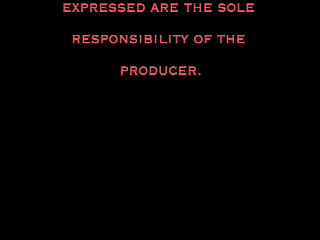 EXPRESSED ARE THE SOLE
RESPONSIBILITY OF THE
PRODUCER.